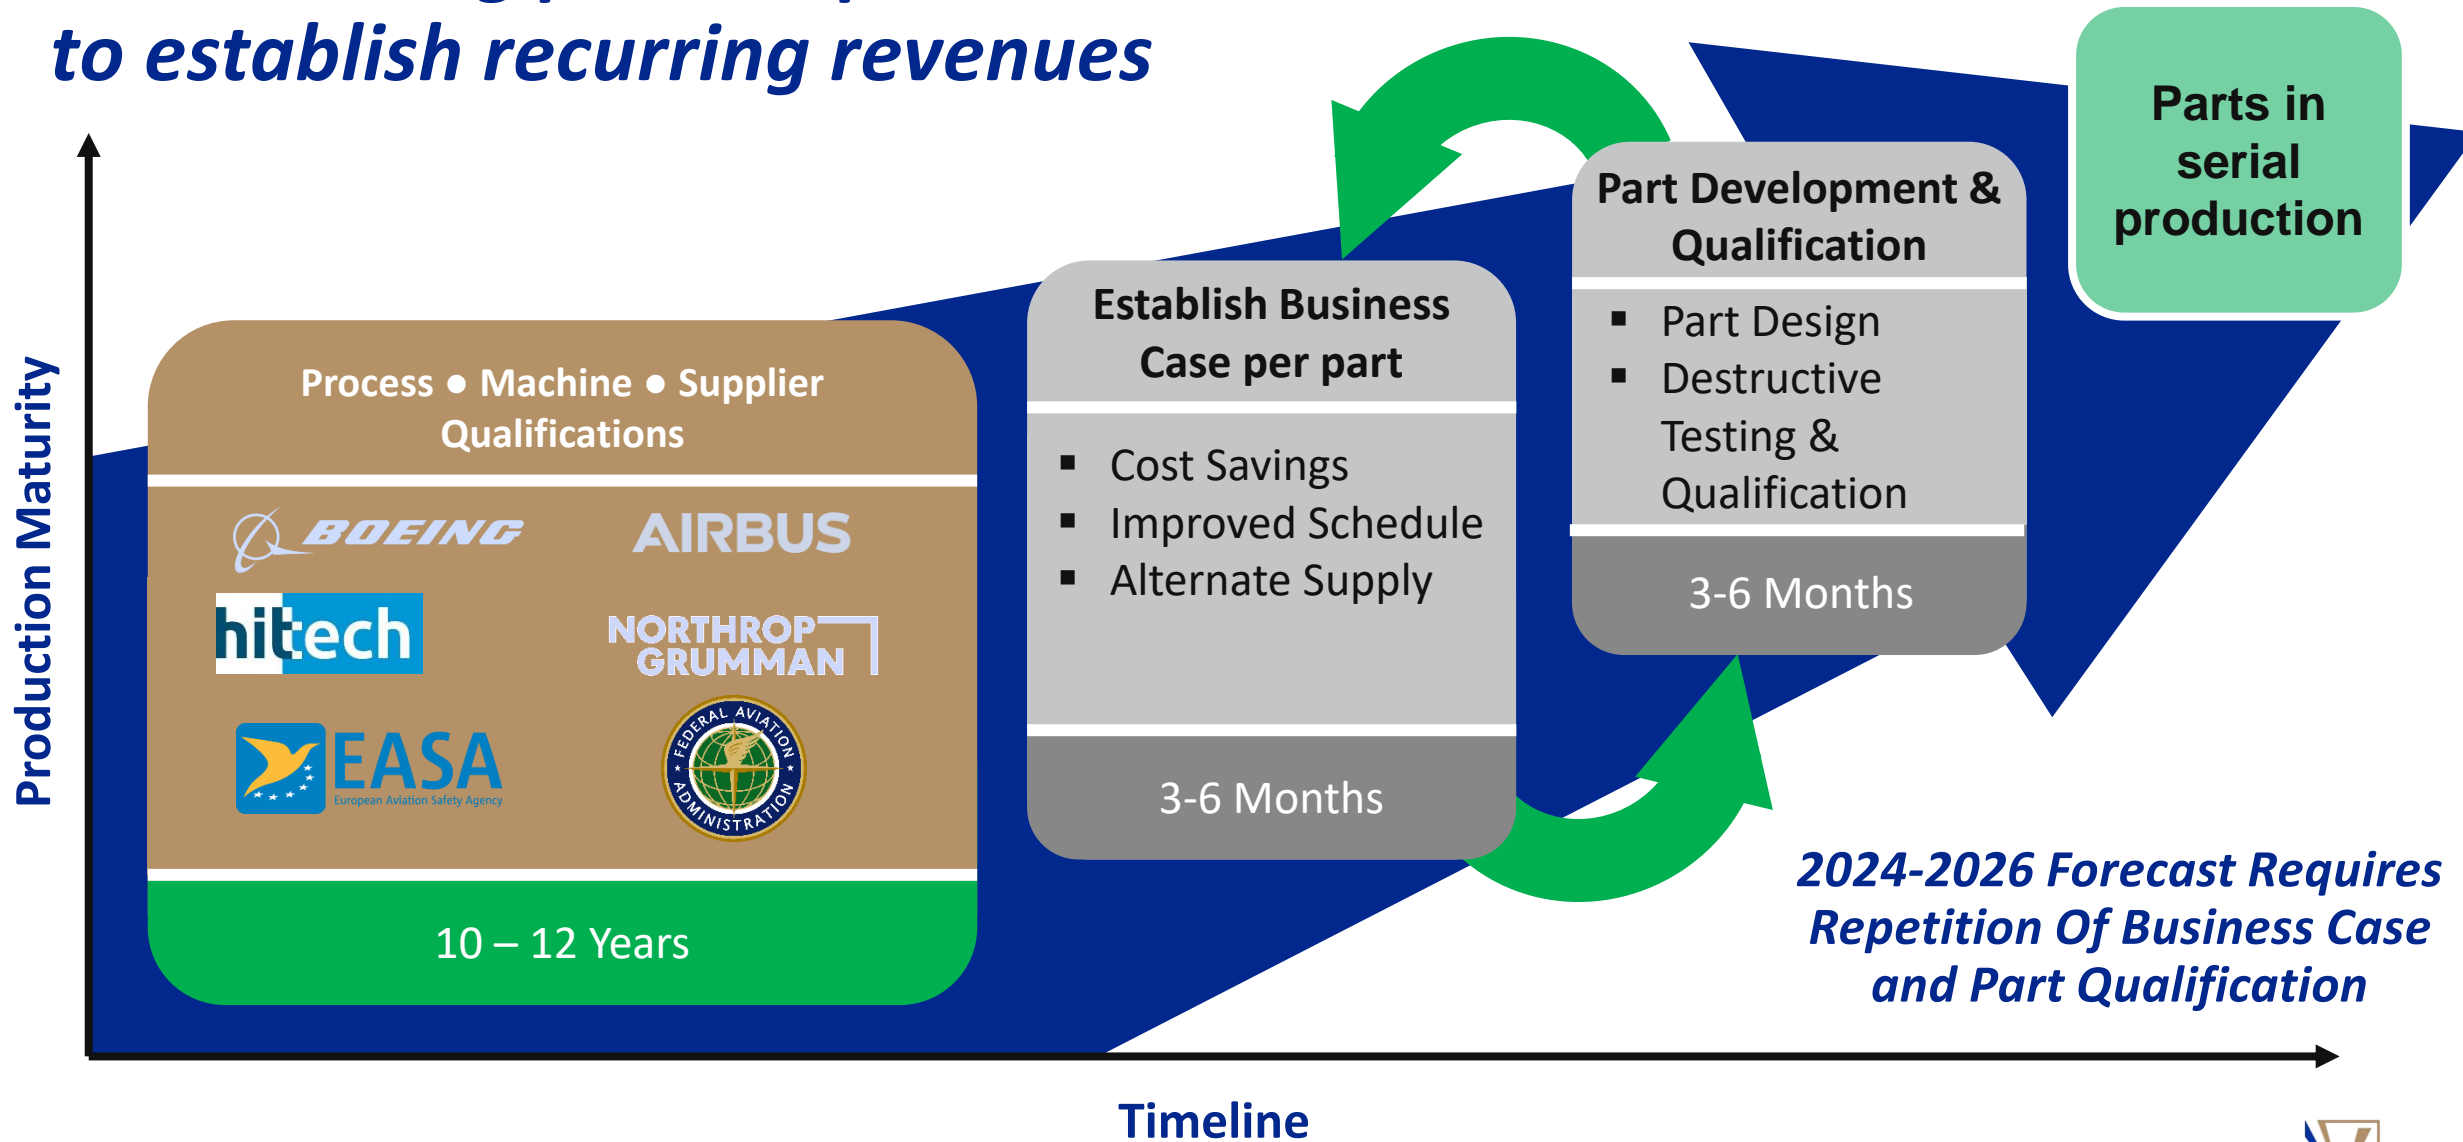 to establish recurring revenues
Parts in
serial
production
Part Development &
Qualification
▪ Part Design
▪ Destructive
Testing &
Qualification
3-6 Months
Establish Business
Case per part
▪ Cost Savings
▪ Improved Schedule
▪ Alternate Supply
3-6 Months
Process ● Machine ● Supplier
Qualifications
BOEING
AIRBUS
hittech
NORTHROP
GRUMMAN
EASA
European Aviation Safety Agency
FEDERAL AVIATION
ADMINISTRATION
10 – 12 Years
Production Maturity
2024-2026 Forecast Requires
Repetition Of Business Case
and Part Qualification
Timeline